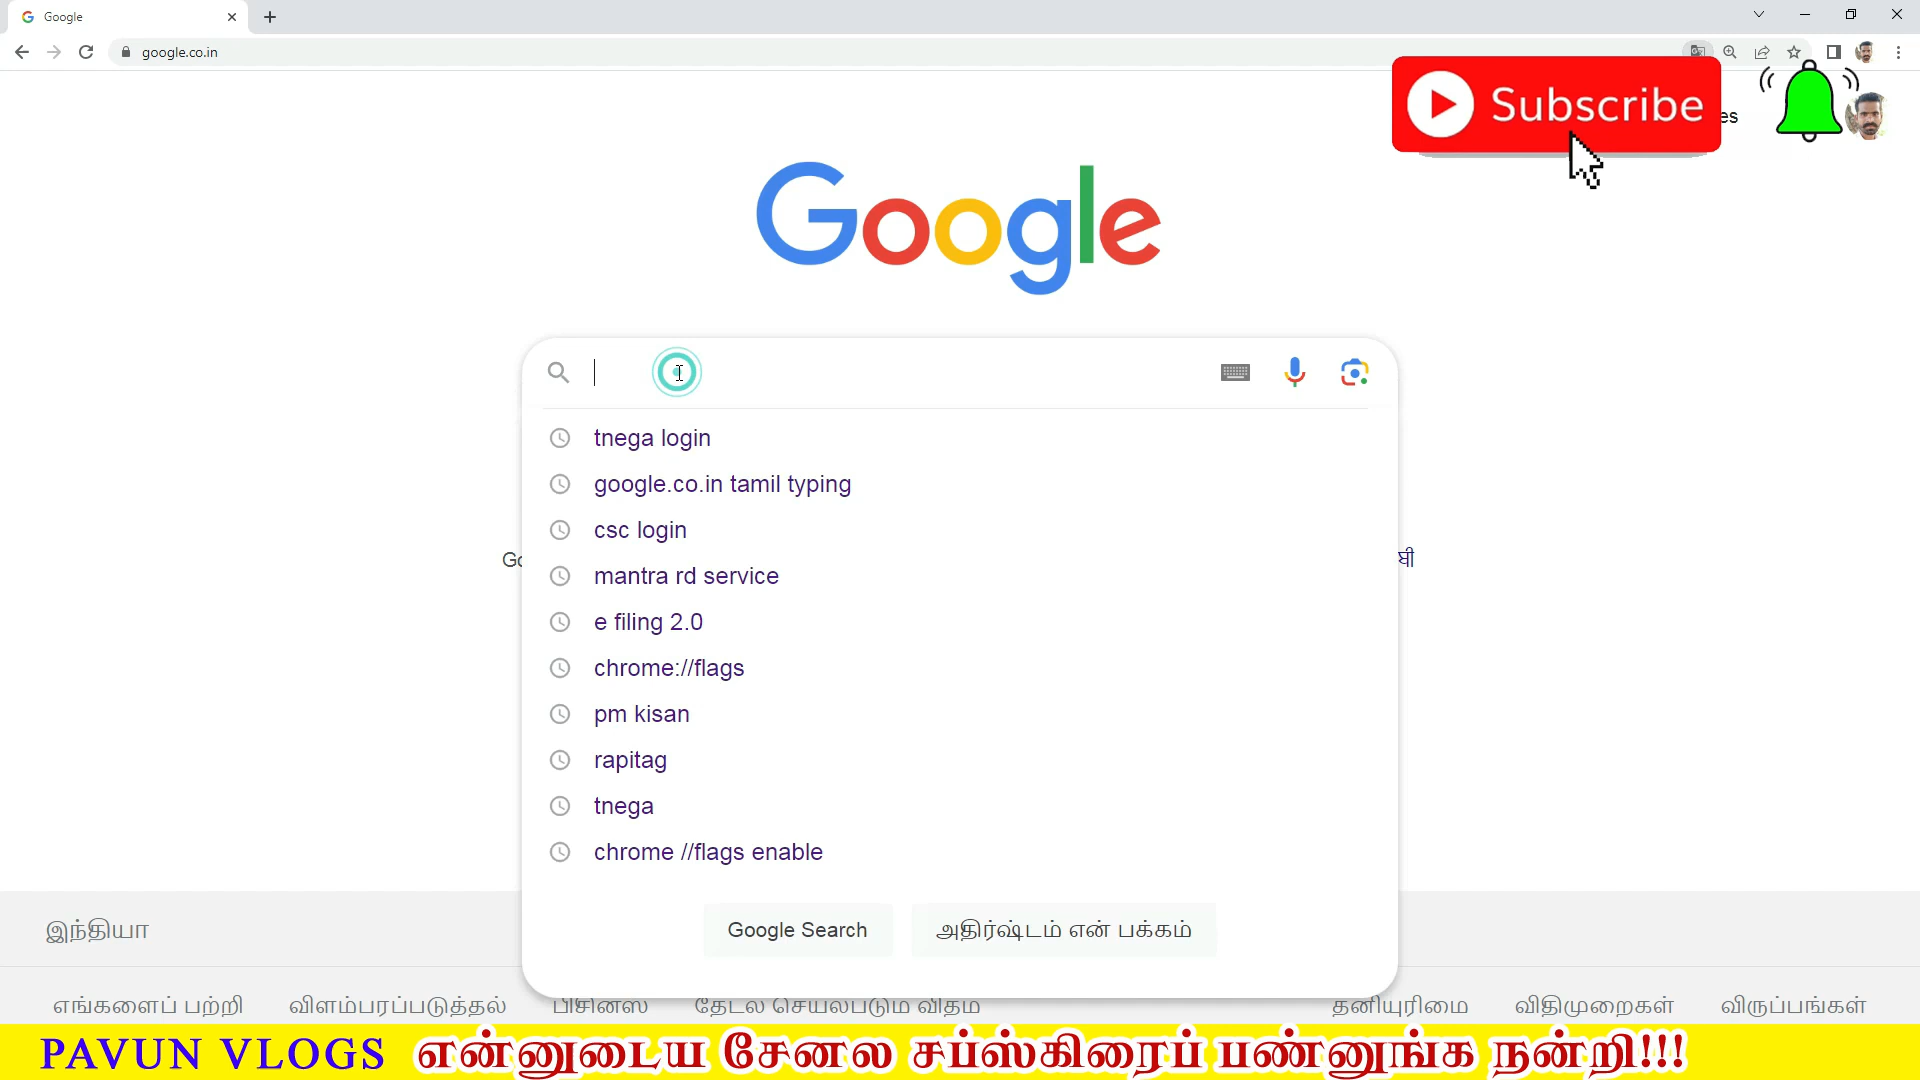 Google
google.co.in
Subscribe
es
Google
tnega login
google.co.in tamil typing
csc login
mantra rd service
e filing 2.0
chrome://flags
pm kisan
rapitag
tnega
chrome //flags enable
Google Search அதிர்ஷ்டம் என் பக்கம்
இந்தியா
எங்களைப் பற்றி விளம்பரப்படுத்தல் பிசினஸ் தேடல் செயல்படும் விதம் தனியுரிமை விதிமுறைகள் விருப்பங்கள்
PAVUN VLOGS என்னுடைய சேனல சப்ஸ்கிரைப் பண்னுங்க நன்றி!!!